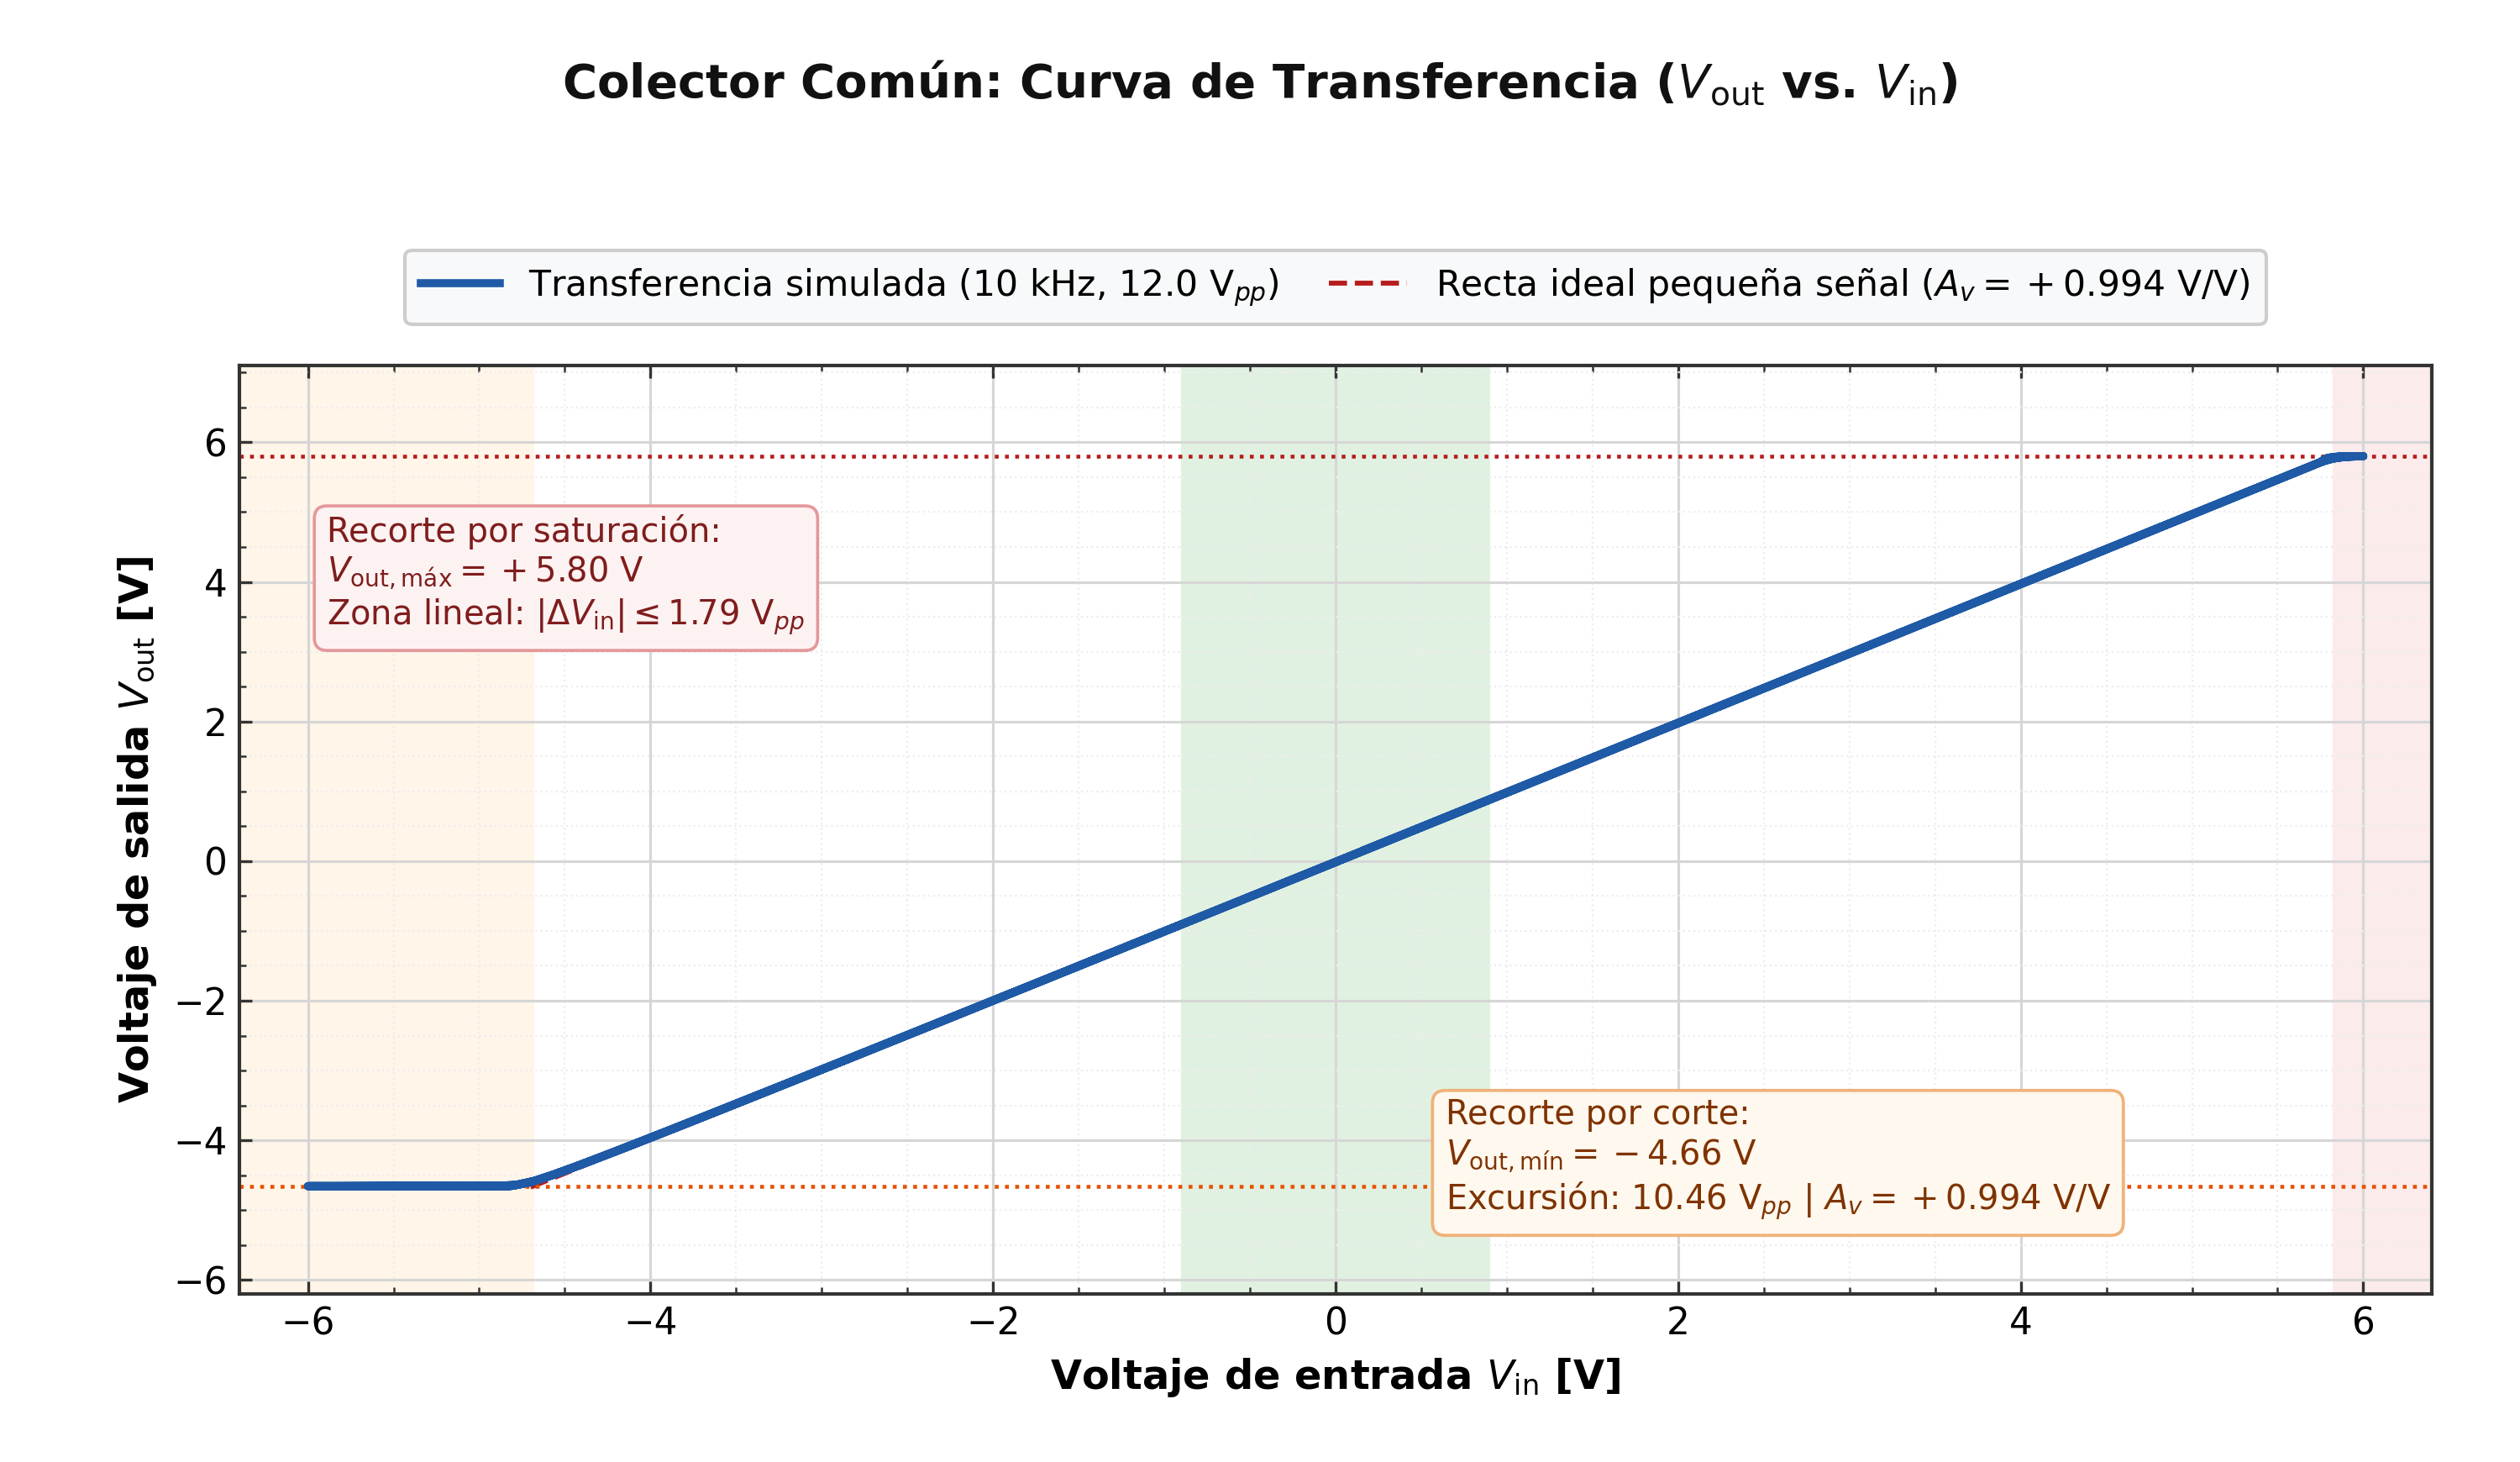 Colector Común: Curva de Transferencia (Vout vs. Vin)
Transferencia simulada (10 kHz, 12.0 Vpp)
Recta ideal pequeña señal (Av = +0.994 V/V)
Voltaje de salida Vout [V]
6
4
2
0
−2
−4
−6
Recorte por saturación:
Vout, máx = +5.80 V
Zona lineal: |ΔVin| ≤ 1.79 Vpp
Recorte por corte:
Vout, mín = −4.66 V
Excursión: 10.46 Vpp | Av = +0.994 V/V
−6 −4 −2 0 2 4 6
Voltaje de entrada Vin [V]